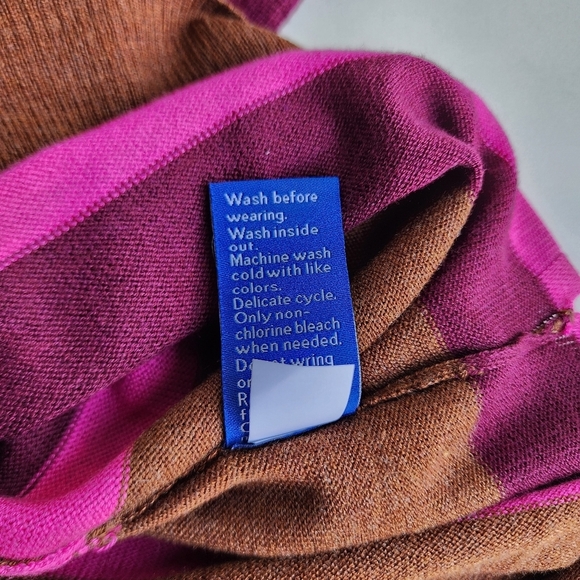 Wash before
wearing.
Wash inside
out.
Machine wash
cold with like
colors.
Delicate cycle.
Only non-
chlorine bleach
when needed.
wring